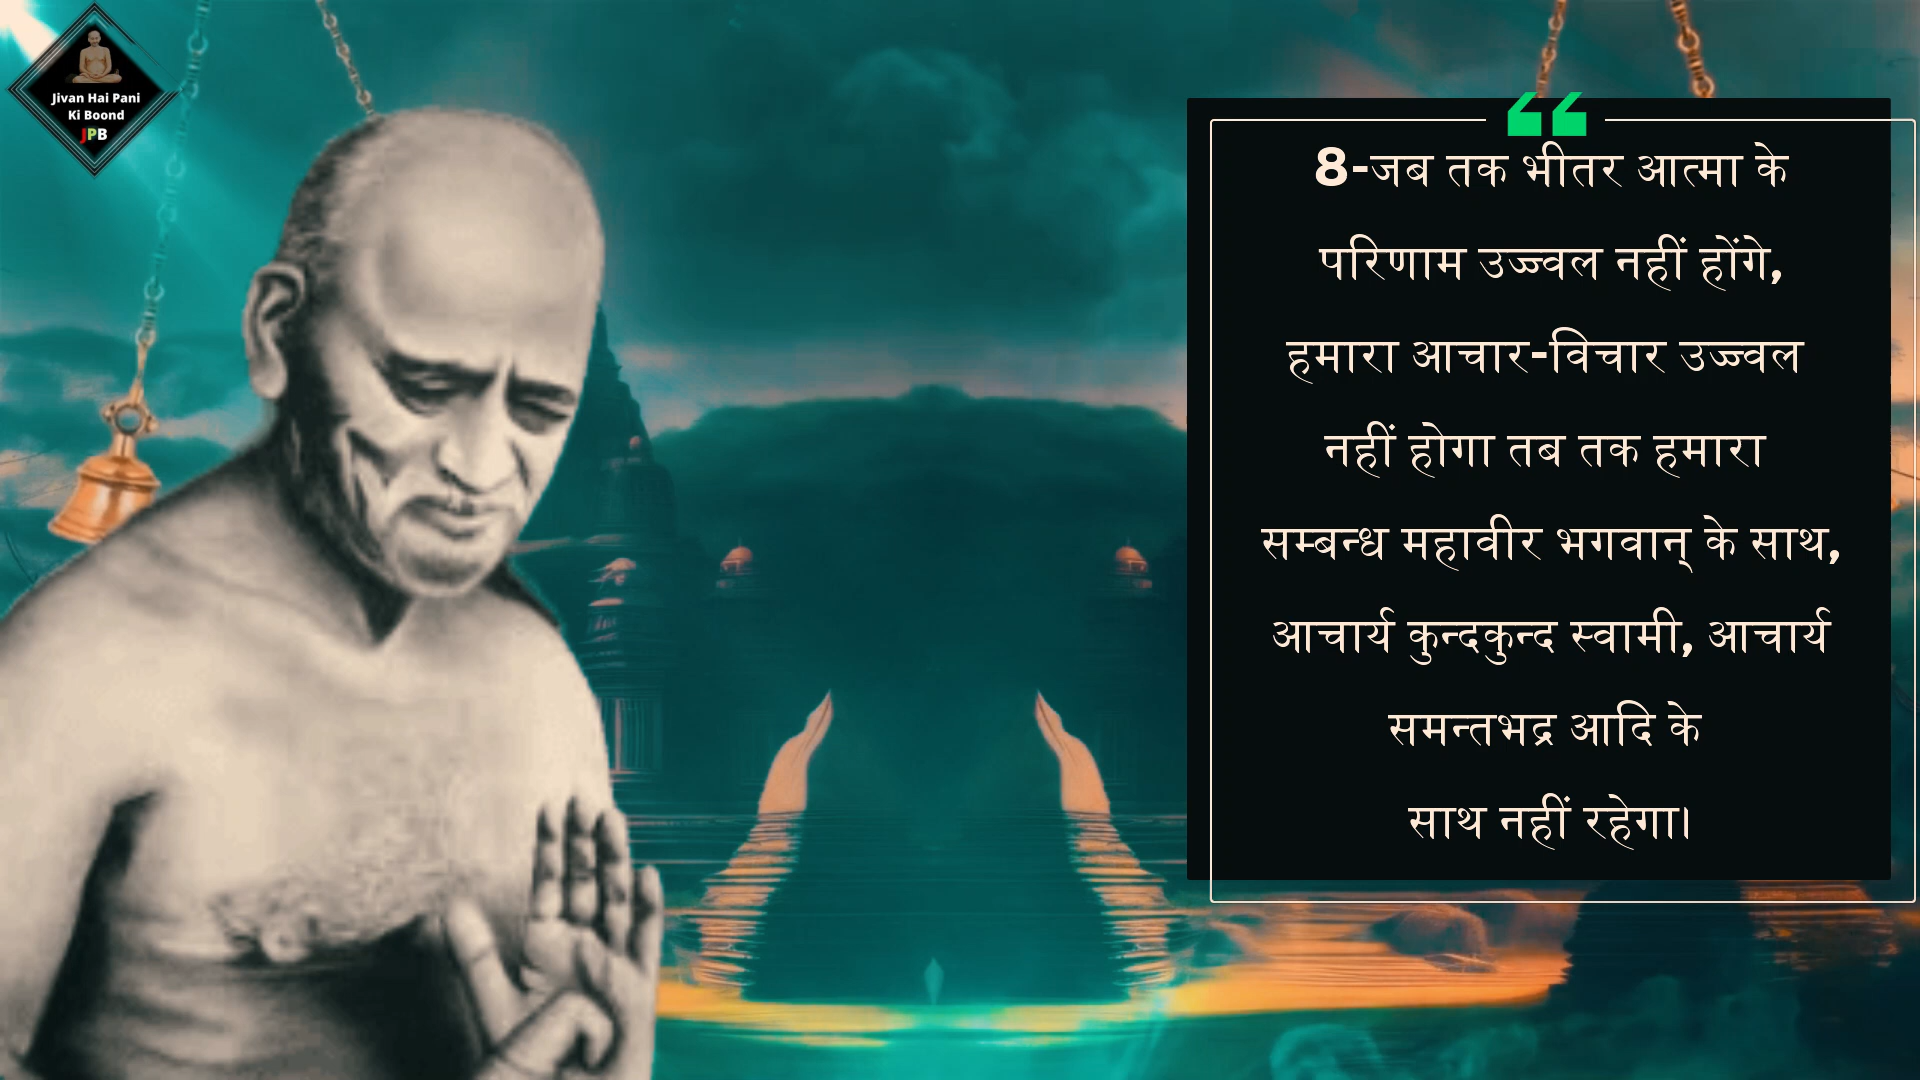 Jivan Hai Pani
Ki Boond
JPB
8-जब तक भीतर आत्मा के
परिणाम उज्ज्वल नहीं होंगे,
हमारा आचार-विचार उज्ज्वल
नहीं होगा तब तक हमारा
सम्बन्ध महावीर भगवान् के साथ,
आचार्य कुन्दकुन्द स्वामी, आचार्य
समन्तभद्र आदि के
साथ नहीं रहेगा।